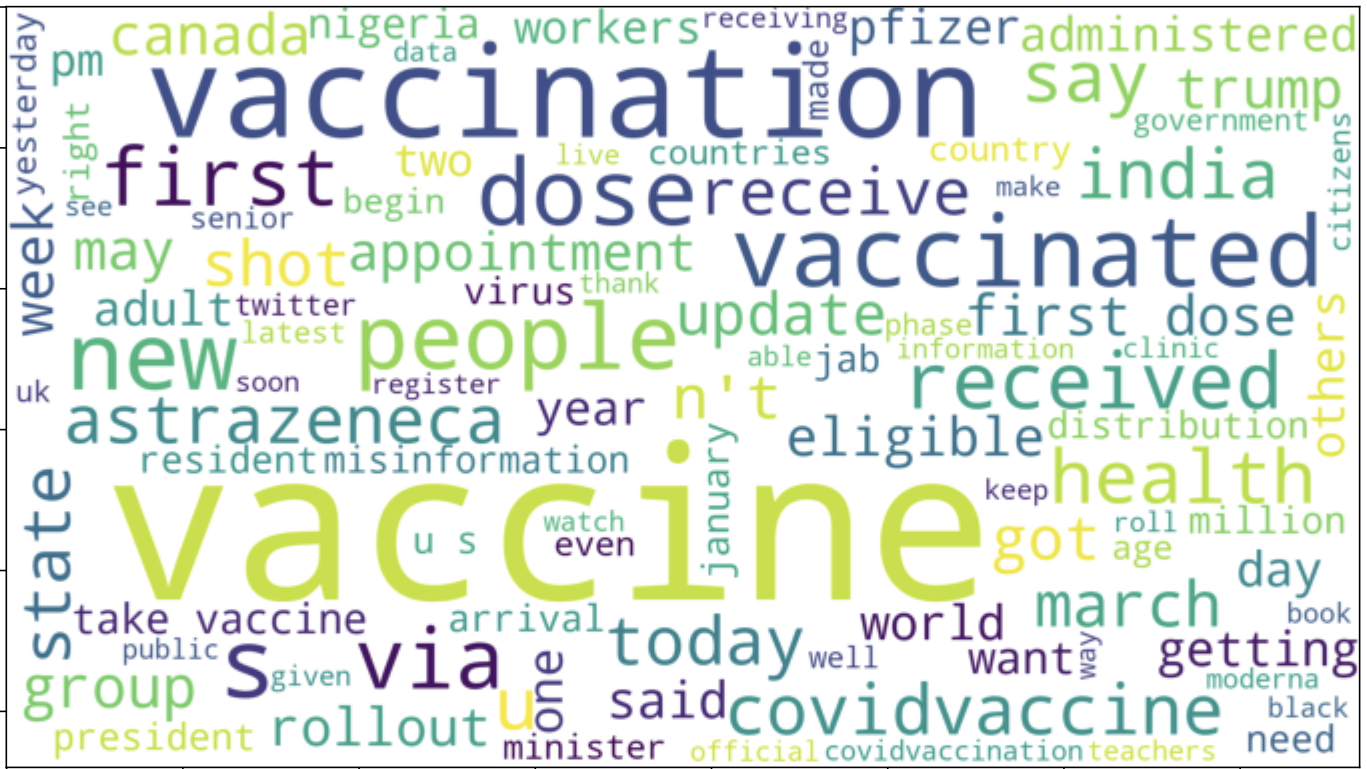 yesterday
canada
nigeria
workers
receiving
pfizer
administered
pm
data
vaccination
made
say
trump
government
right
first
two
live
countries
country
india
citizens
see
senior
begin
dose
receive
make
week
may
shot
appointment
vaccinated
virus
thank
adult
twitter
latest
people
update
phase
first dose
others
new
able
jab
information
clinic
uk
soon
register
received
astrazeneca
year
n't
eligible
distribution
resident
misinformation
january
health
state
vaccine
keep
u s
watch
even
got
roll
million
age
day
take vaccine
arrival
world
march
book
public
s
given
via
one
today
well
want
way
getting
moderna
group
u
said
covidvaccine
black
president
rollout
minister
official
covidvaccination
teachers
need